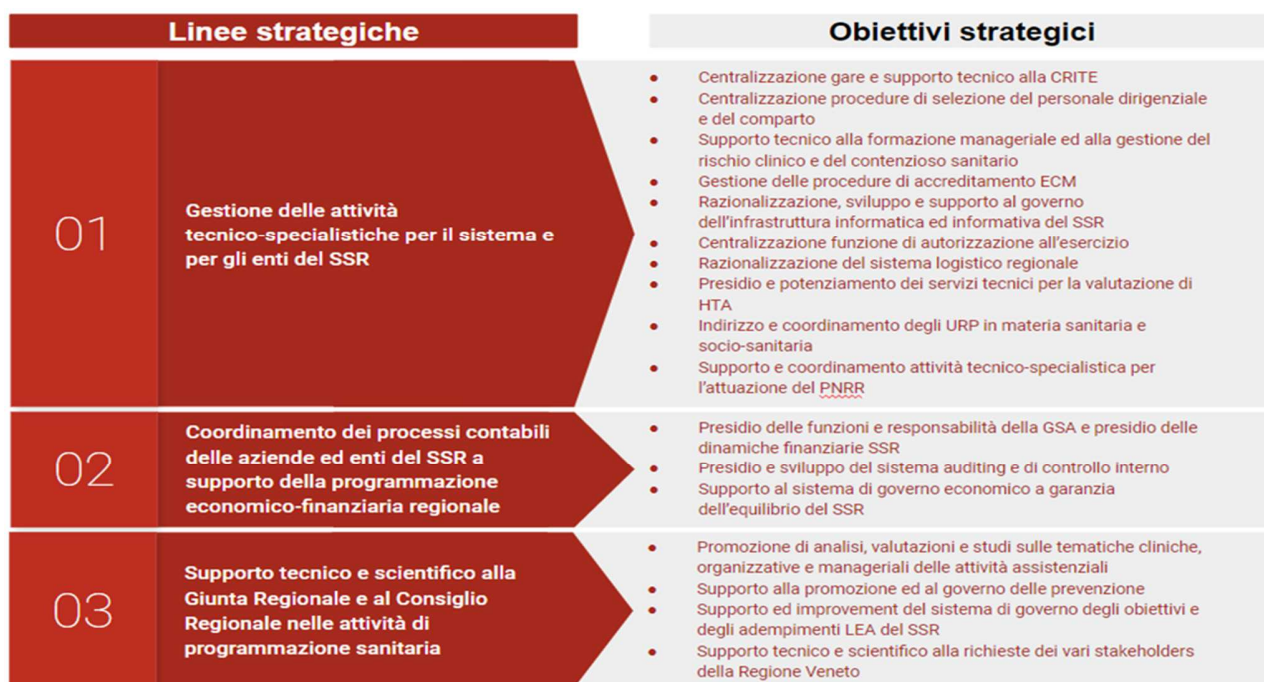 Linee strategiche
Obiettivi strategici
01
Gestione delle attività
tecnico-specialistiche per il sistema e
per gli enti del SSR
• Centralizzazione gare e supporto tecnico alla CRITE
• Centralizzazione procedure di selezione del personale dirigenziale
e del comparto
• Supporto tecnico alla formazione manageriale ed alla gestione del
rischio clinico e del contenzioso sanitario
• Gestione delle procedure di accreditamento ECM
• Razionalizzazione, sviluppo e supporto al governo
dell'infrastruttura informatica ed informativa del SSR
• Centralizzazione funzione di autorizzazione all'esercizio
• Razionalizzazione del sistema logistico regionale
• Presidio e potenziamento dei servizi tecnici per la valutazione di
HTA
• Indirizzo e coordinamento degli URP in materia sanitaria e
socio-sanitaria
• Supporto e coordinamento attività tecnico-specialistica per
l'attuazione del PNRR
02
Coordinamento dei processi contabili
delle aziende ed enti del SSR a
supporto della programmazione
economico-finanziaria regionale
• Presidio delle funzioni e responsabilità della GSA e presidio delle
dinamiche finanziarie SSR
• Presidio e sviluppo del sistema auditing e di controllo interno
• Supporto al sistema di governo economico a garanzia
dell'equilibrio del SSR
03
Supporto tecnico e scientifico alla
Giunta Regionale e al Consiglio
Regionale nelle attività di
programmazione sanitaria
• Promozione di analisi, valutazioni e studi sulle tematiche cliniche,
organizzative e manageriali delle attività assistenziali
• Supporto alla promozione ed al governo delle prevenzione
• Supporto ed improvement del sistema di governo degli obiettivi e
degli adempimenti LEA del SSR
• Supporto tecnico e scientifico alla richieste dei vari stakeholders
della Regione Veneto